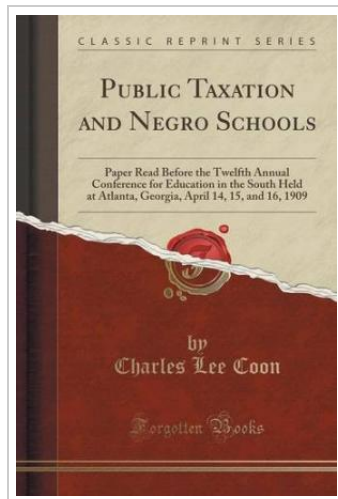 CLASSIC REPRINT SERIES
PUBLIC TAXATION
AND NEGRO SCHOOLS
Paper Read Before the Twelfth Annual
Conference for Education in the South Held
at Atlanta, Georgia, April 14, 15, and 16, 1909
by
Charles Lee Coon
Forgotten Books